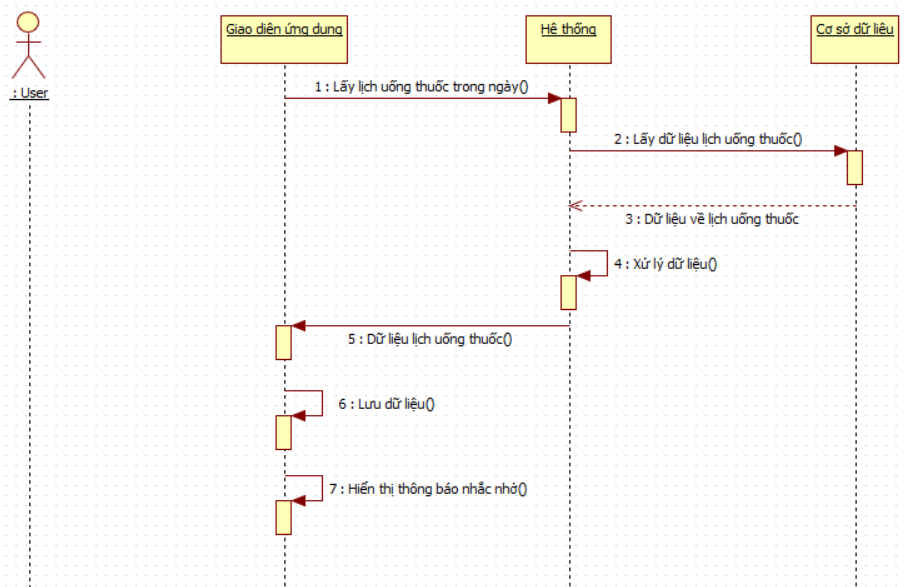 Giao diện ứng dụng
Hệ thống
Cơ sở dữ liệu
: User
1 : Lấy lịch uống thuốc trong ngày()
2 : Lấy dữ liệu lịch uống thuốc()
3 : Dữ liệu về lịch uống thuốc
4 : Xử lý dữ liệu()
5 : Dữ liệu lịch uống thuốc()
6 : Lưu dữ liệu()
7 : Hiển thị thông báo nhắc nhở()